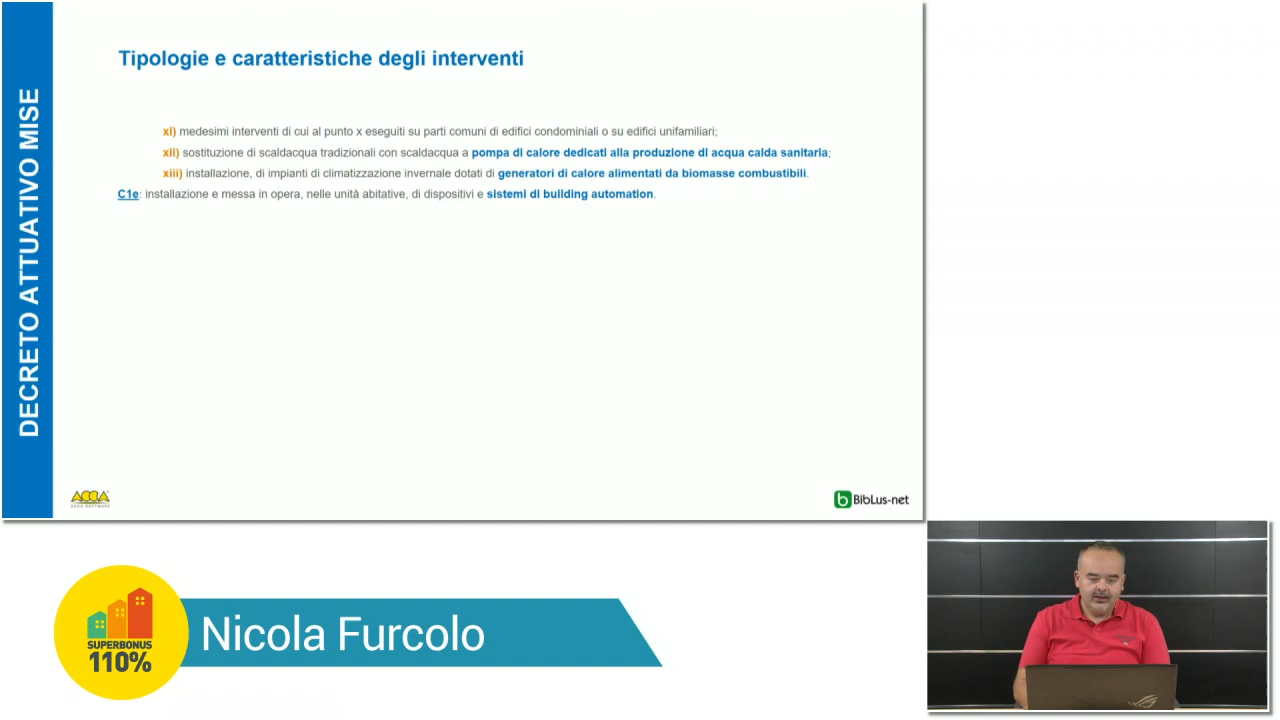 DECRETO ATTUATIVO MISE
Tipologie e caratteristiche degli interventi
xi) medesimi interventi di cui al punto x eseguiti su parti comuni di edifici condominiali o su edifici unifamiliari;
xii) sostituzione di scaldacqua tradizionali con scaldacqua a pompa di calore dedicati alla produzione di acqua calda sanitaria;
xiii) installazione, di impianti di climatizzazione invernale dotati di generatori di calore alimentati da biomasse combustibili.
C1e: installazione e messa in opera, nelle unità abitative, di dispositivi e sistemi di building automation.
ACCA
ACCA SOFTWARE
b BibLus-net
SUPERBONUS
110%
Nicola Furcolo